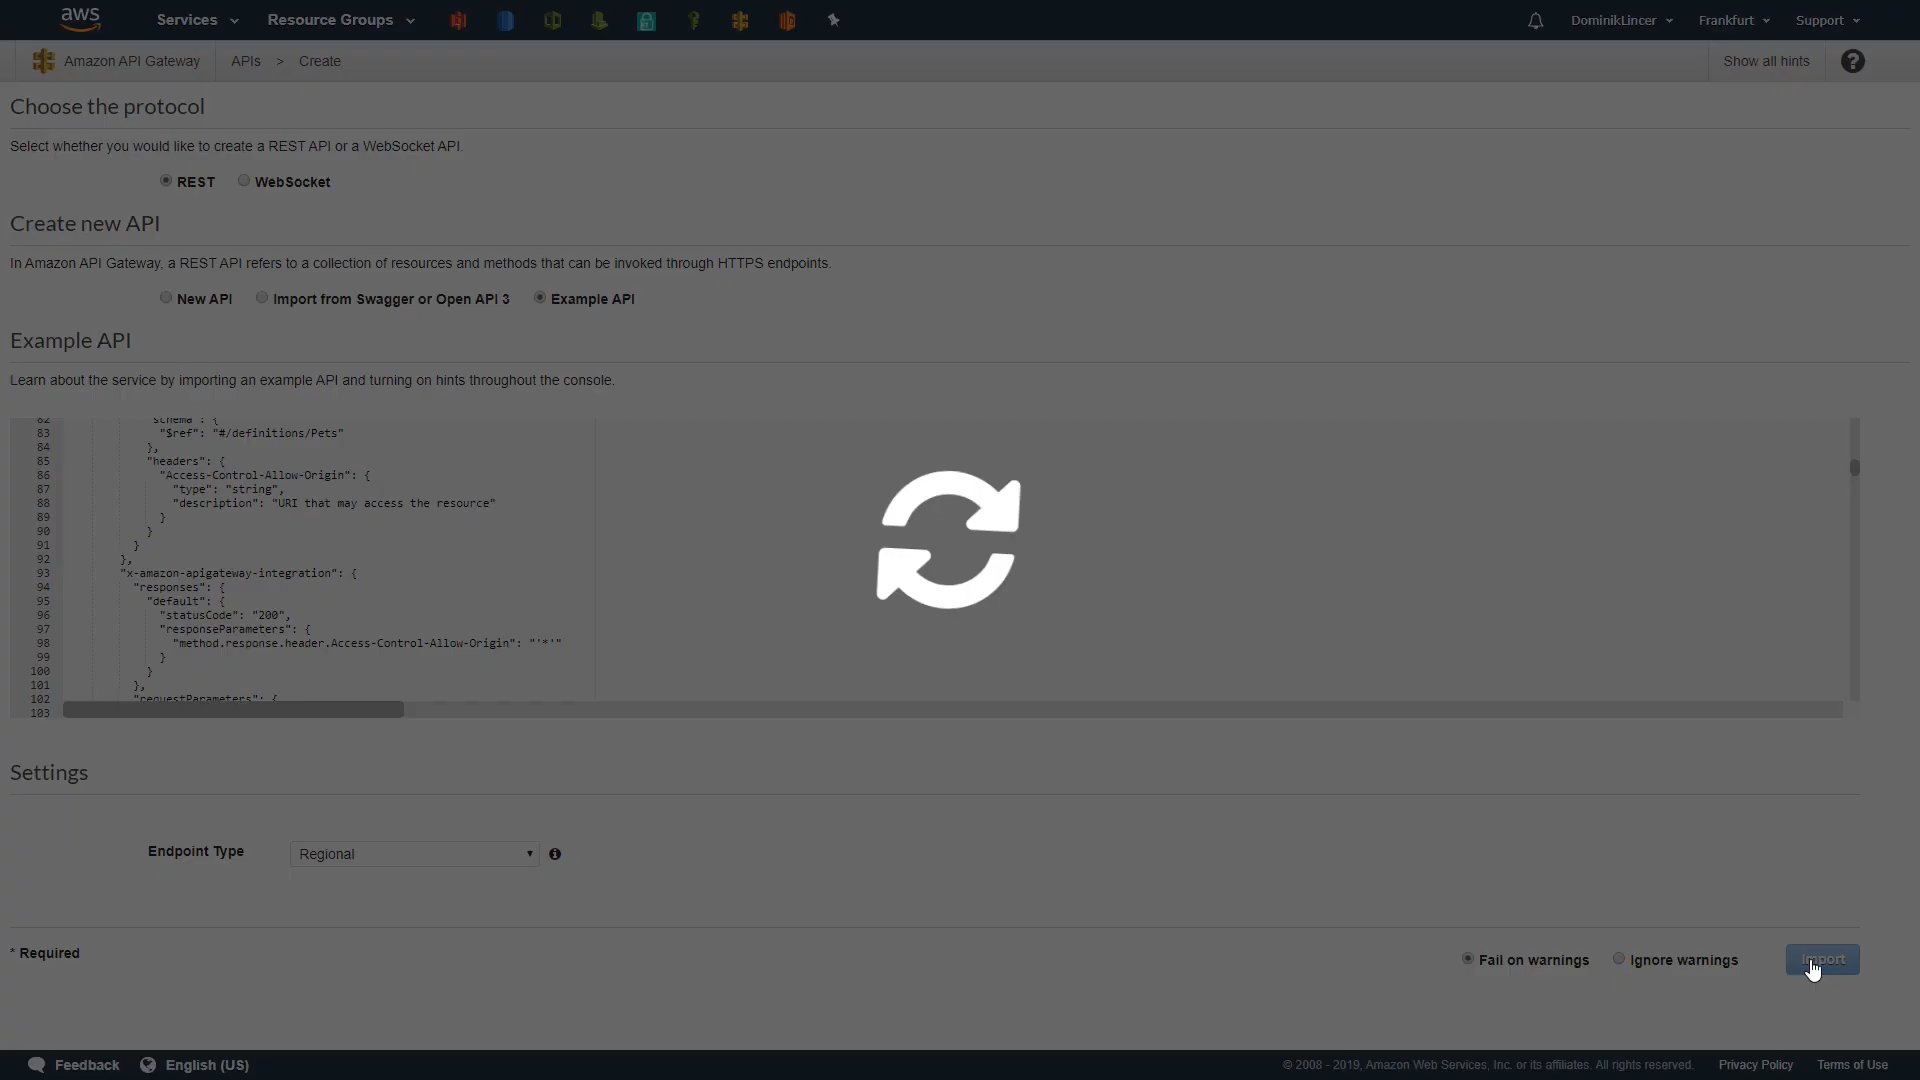 aws Services Resource Groups DominikLincer Frankfurt Support
Amazon API Gateway APIs > Create Show all hints ?
Choose the protocol
Select whether you would like to create a REST API or a WebSocket API.
REST WebSocket
Create new API
In Amazon API Gateway, a REST API refers to a collection of resources and methods that can be invoked through HTTPS endpoints.
New API Import from Swagger or Open API 3 Example API
Example API
Learn about the service by importing an example API and turning on hints throughout the console.
82 "schema": {
83 "$ref": "#/definitions/Pets"
84 },
85 "headers": {
86 "Access-Control-Allow-Origin": {
87 "type": "string",
88 "description": "URI that may access the resource"
89 }
90 }
91 }
92 },
93 "x-amazon-apigateway-integration": {
94 "responses": {
95 "default": {
96 "statusCode": "200",
97 "responseParameters": {
98 "method.response.header.Access-Control-Allow-Origin": "'*'"
99 }
100 }
101 },
102 "requestParameters": {
103
Settings
Endpoint Type Regional
* Required Fail on warnings Ignore warnings Import
Feedback English (US) © 2008 - 2019, Amazon Web Services, Inc. or its affiliates. All rights reserved. Privacy Policy Terms of Use